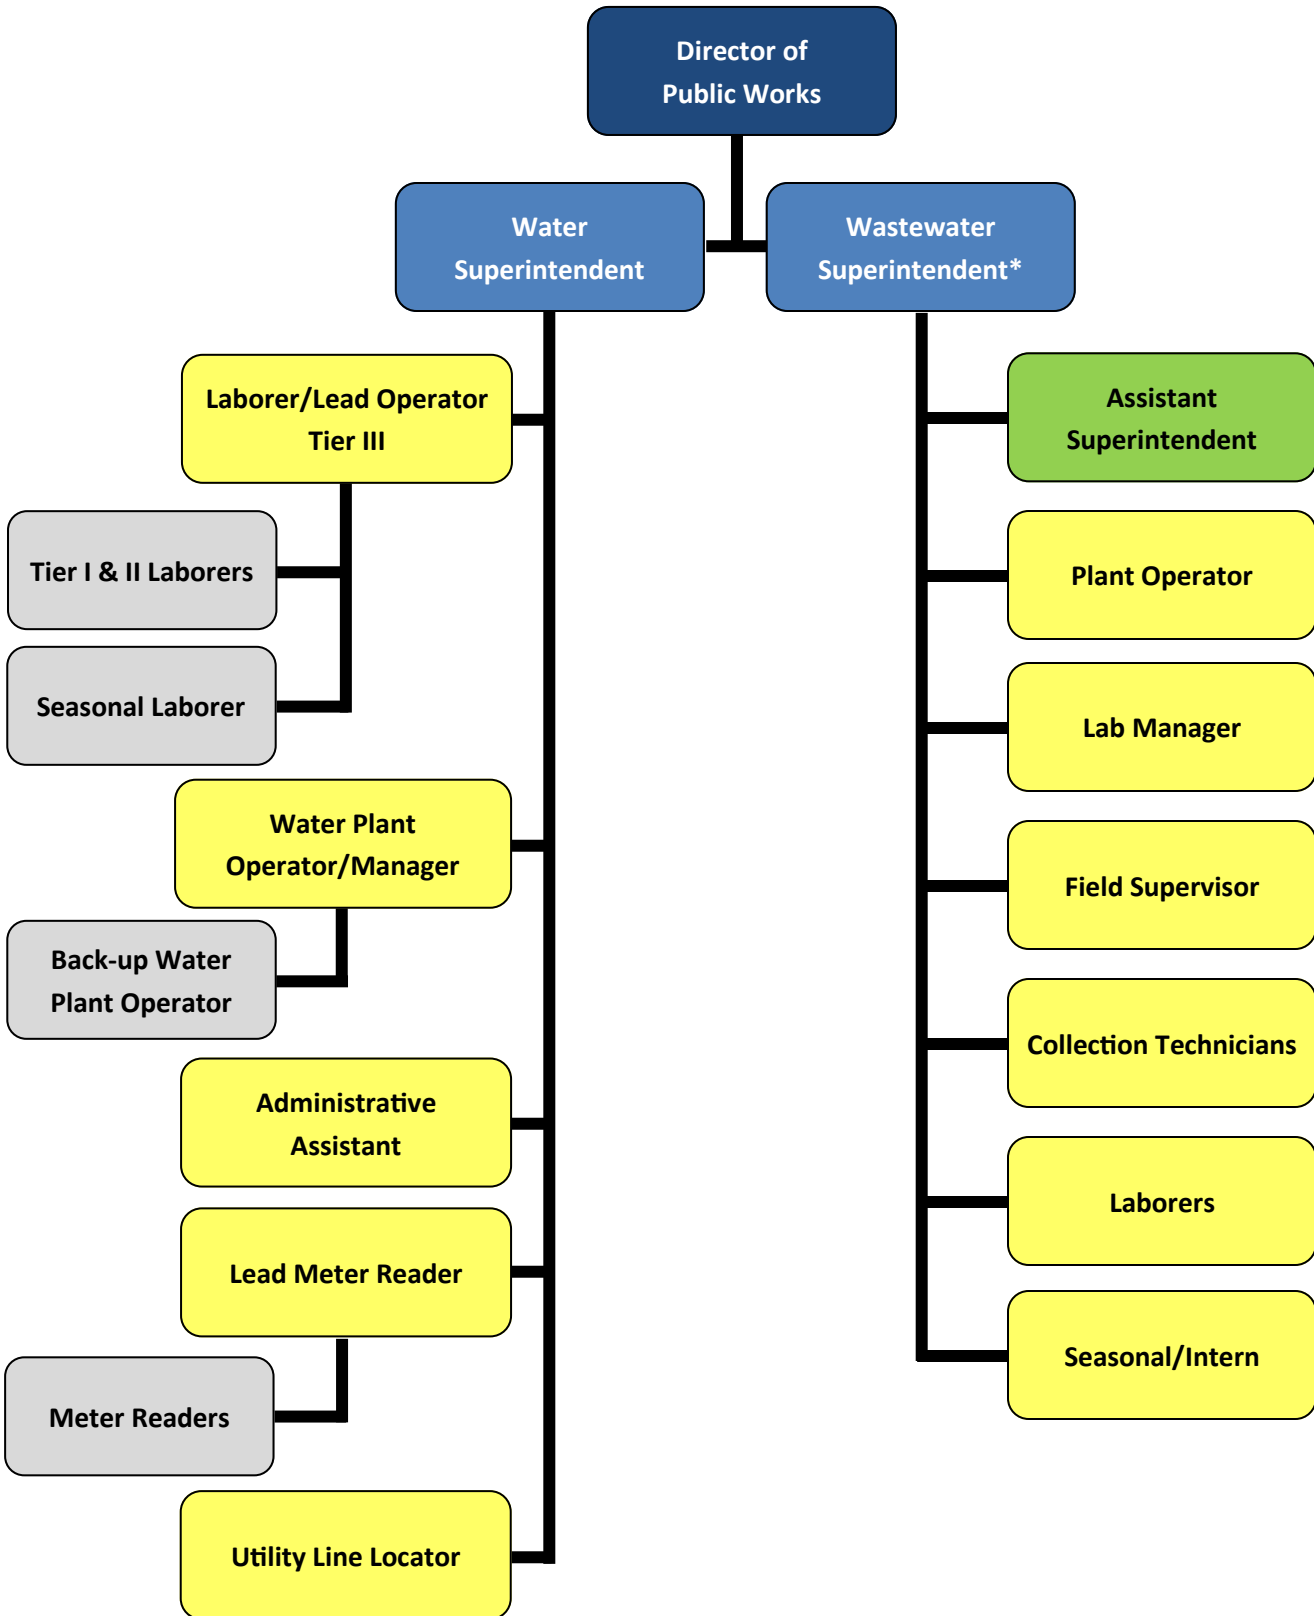 Director of
Public Works
Water
Superintendent
Wastewater
Superintendent*
Laborer/Lead Operator
Tier III
Tier I & II Laborers
Seasonal Laborer
Water Plant
Operator/Manager
Back-up Water
Plant Operator
Administrative
Assistant
Lead Meter Reader
Meter Readers
Utility Line Locator
Assistant
Superintendent
Plant Operator
Lab Manager
Field Supervisor
Collection Technicians
Laborers
Seasonal/Intern